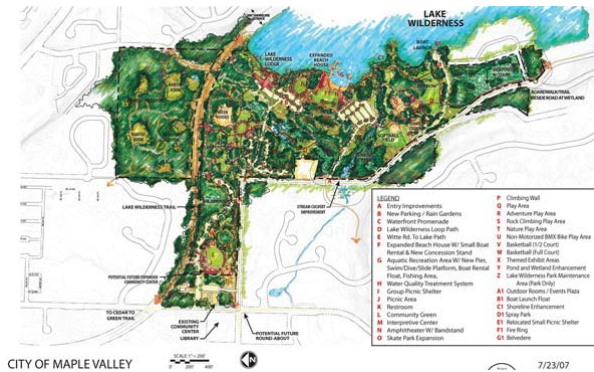 LAKE
WILDERNESS
BOAT
LAUNCH
LAKE
WILDERNESS
LODGE
EXPANDED
BEACH
HOUSE
BOARDWALK/TRAIL
BESIDE ROAD AT WETLAND
SOFTBALL
FIELD
STREAM CULVERT
IMPROVEMENT
LAKE WILDERNESS TRAIL
POTENTIAL FUTURE EXPANDED
COMMUNITY CENTER
TO CEDAR TO
GREEN TRAIL
EXISTING
COMMUNITY
CENTER
LIBRARY
POTENTIAL FUTURE
ROUND-ABOUT
LEGEND
A Entry Improvements
B New Parking / Rain Gardens
C Waterfront Promenade
D Lake Wilderness Loop Path
E Witte Rd. To Lake Path
F Expanded Beach House W/ Small Boat
Rental & New Concession Stand
G Aquatic Recreation Area W/ New Pier,
Swim/Dive/Slide Platform, Boat Rental
Float, Fishing Area,
H Water Quality Treatment System
I Group Picnic Shelter
J Picnic Area
K Restroom
L Community Green
M Interpretive Center
N Amphitheater W/ Bandstand
O Skate Park Expansion
P Climbing Wall
Q Play Area
R Adventure Play Area
S Rock Climbing Play Area
T Nature Play Area
U Non-Motorized BMX Bike Play Area
V Basketball (1/2 Court)
W Basketball (Full Court)
X Themed Exhibit Areas
Y Pond and Wetland Enhancement
Z Lake Wilderness Park Maintenance
Area (Park Only)
A1 Outdoor Rooms / Events Plaza
B1 Boat Launch Float
C1 Shoreline Enhancement
D1 Spray Park
E1 Relocated Small Picnic Shelter
F1 Fire Ring
G1 Belvedere
CITY OF MAPLE VALLEY
SCALE 1" = 200'
0' 200' 400'
N
7/23/07